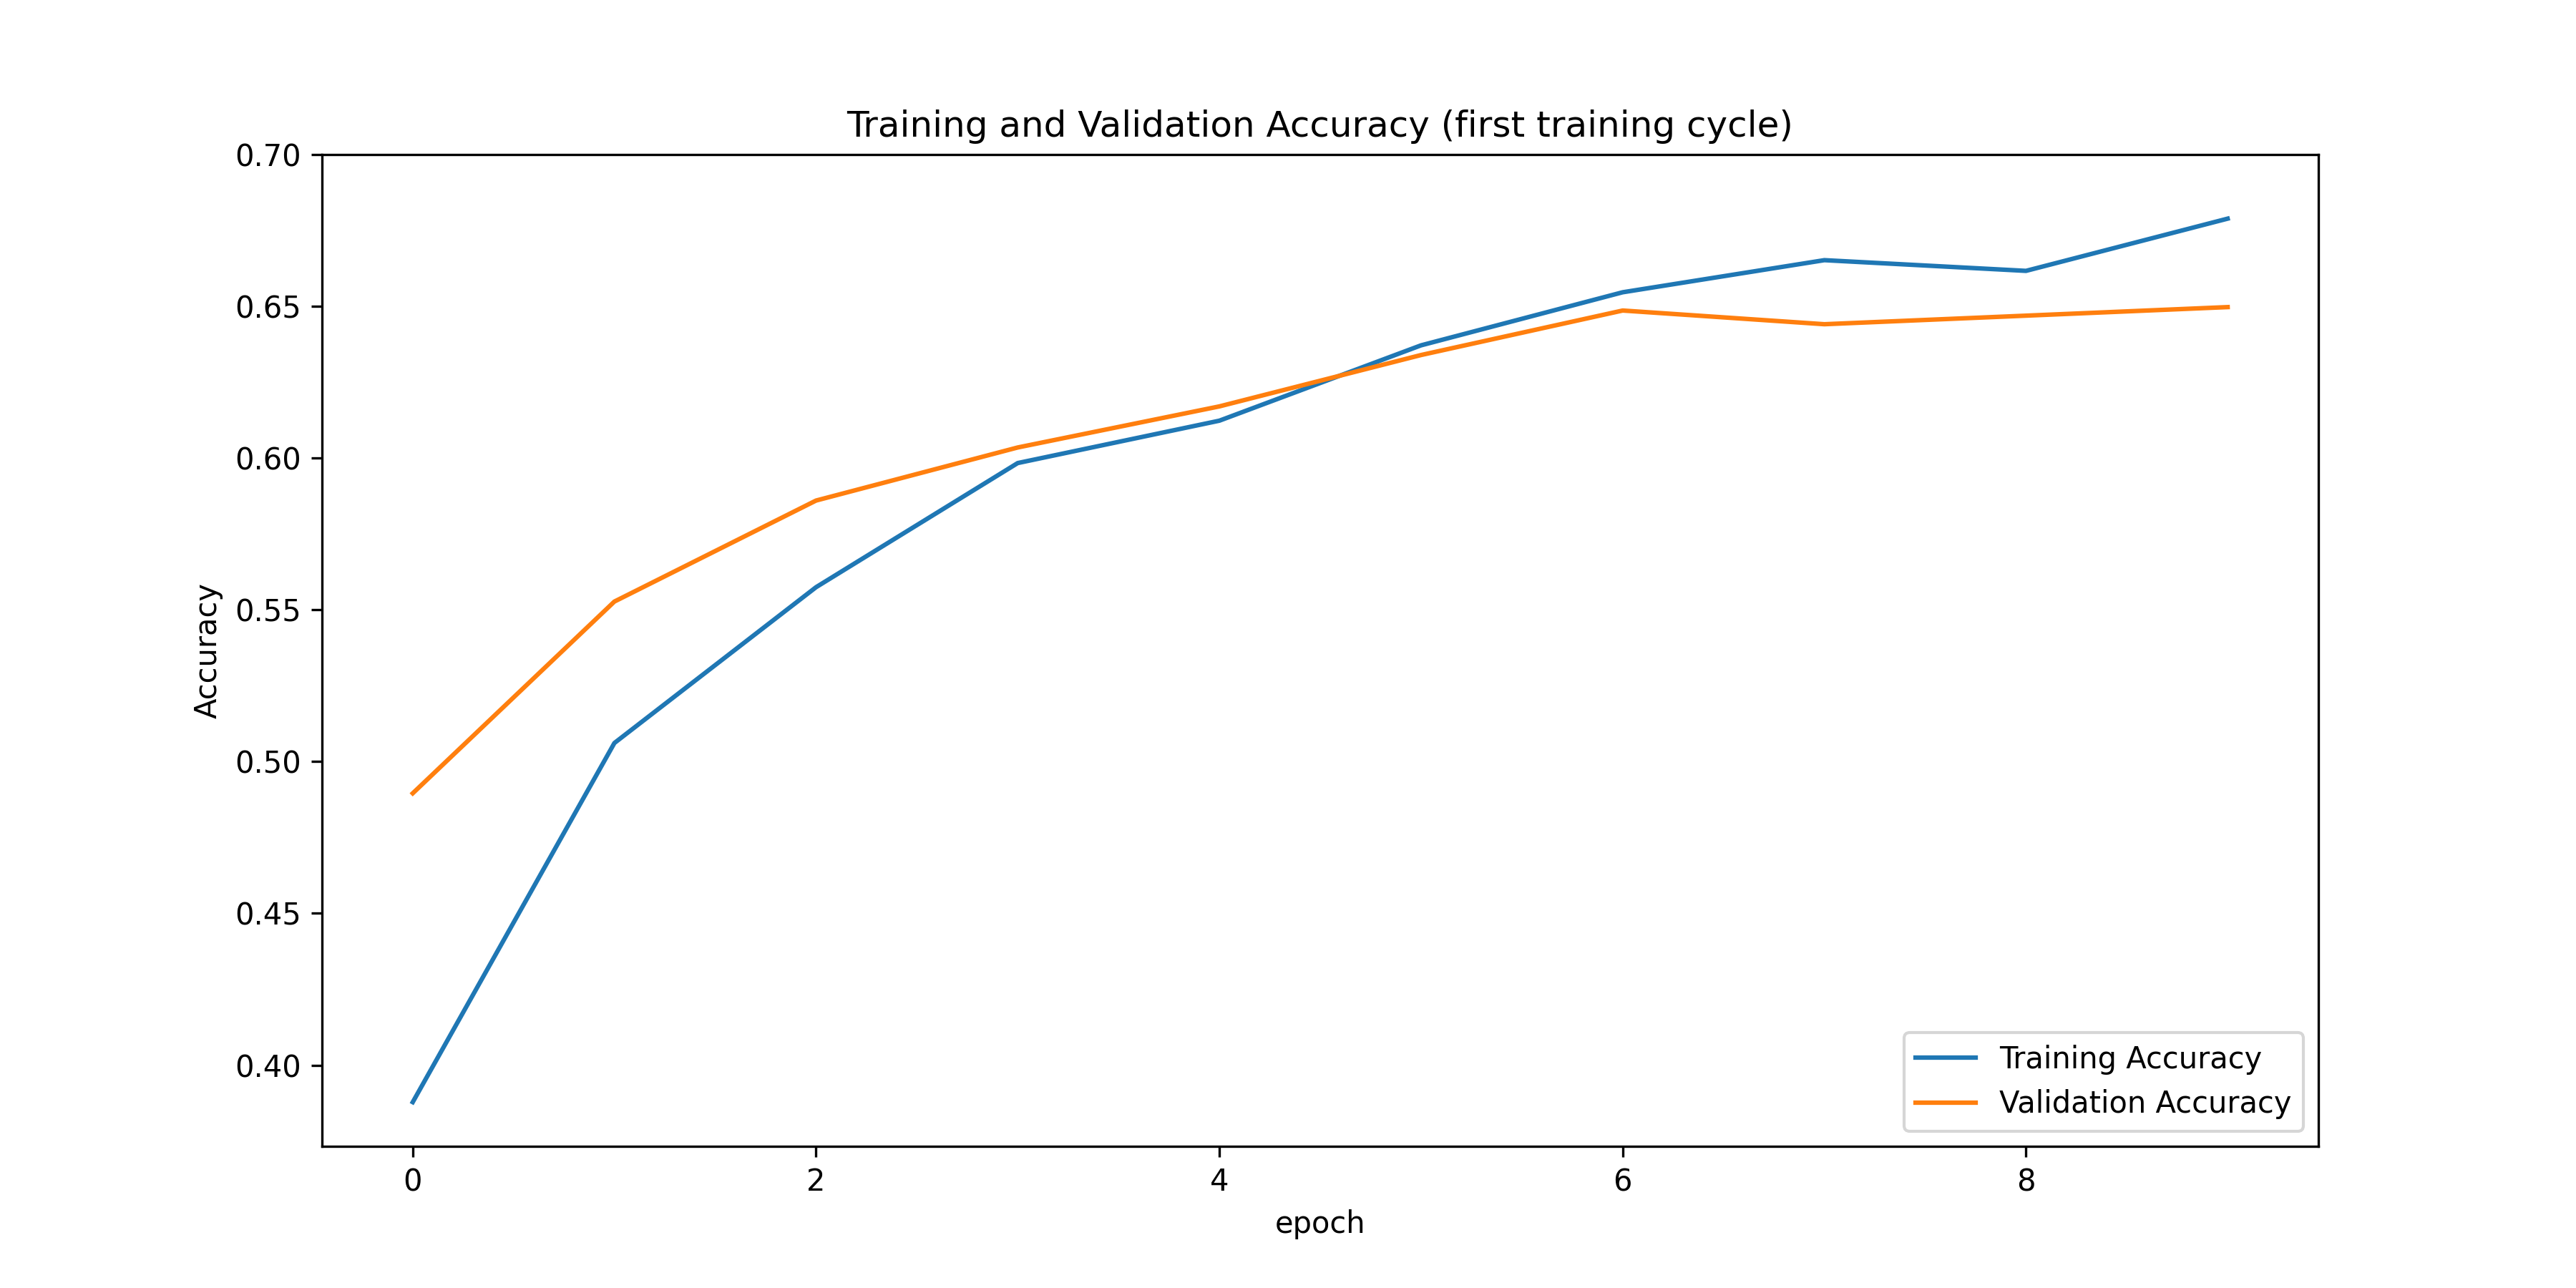 Training and Validation Accuracy (first training cycle)
0.70
0.65
0.60
0.55
0.50
0.45
0.40
Accuracy
0 2 4 6 8
epoch
Training Accuracy
Validation Accuracy